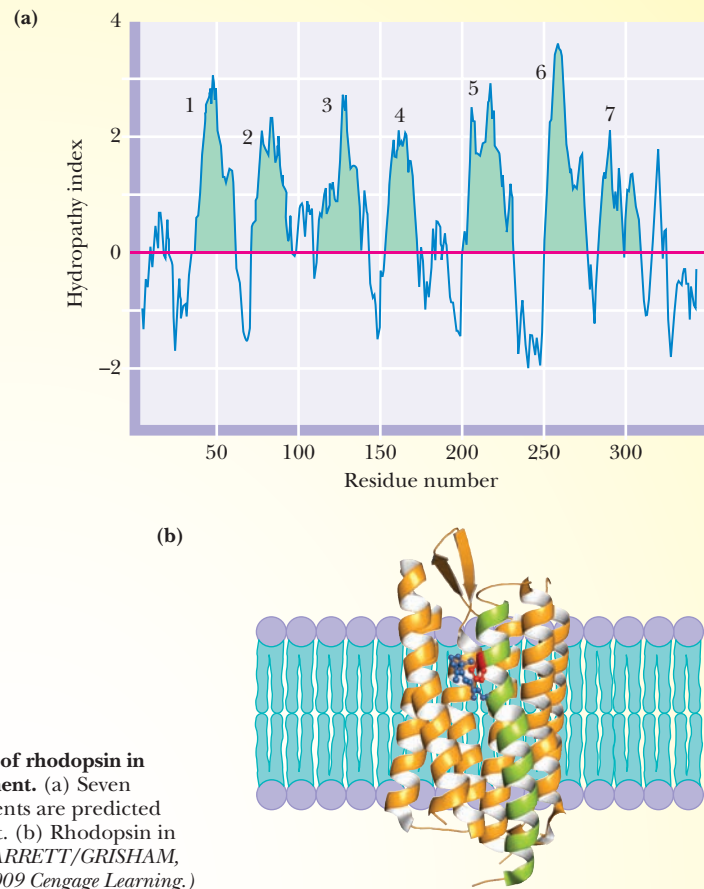 (a)
4
2
0
−2
Hydropathy index
1
2
3
4
5
6
7
50 100 150 200 250 300
Residue number
(b)
of rhodopsin in
ment. (a) Seven
ents are predicted
t. (b) Rhodopsin in
ARRETT/GRISHAM,
009 Cengage Learning.)